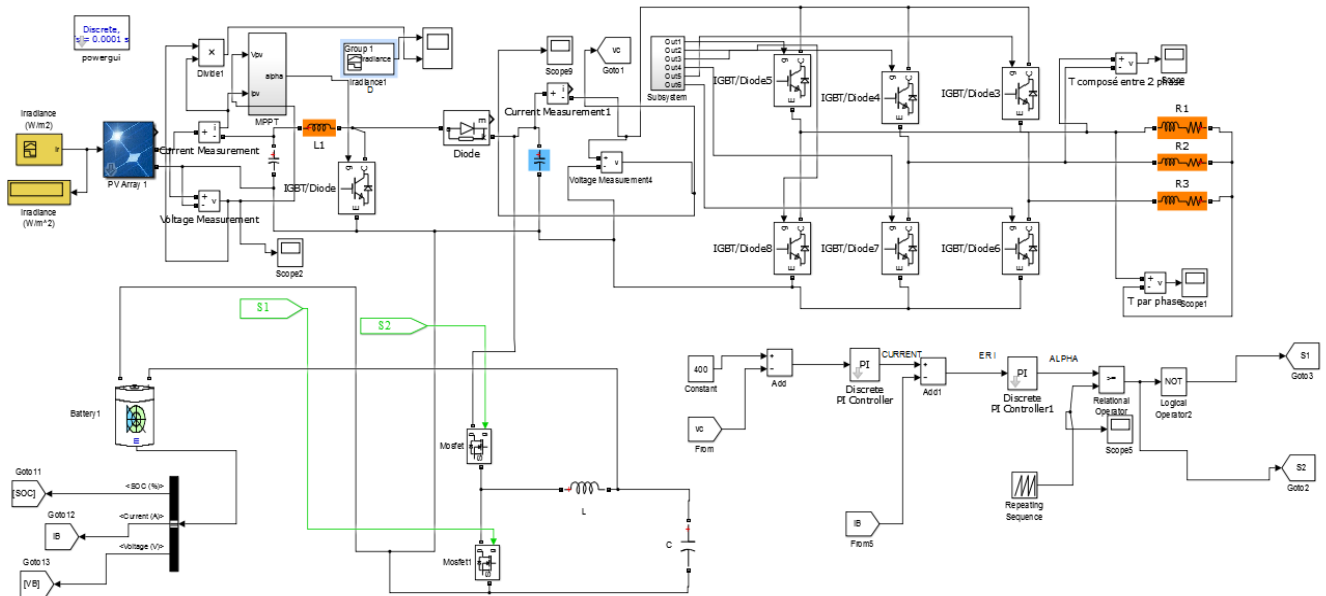 Discrete,
s = 0.0001 s
powergui
Divide1
Vpv
Ipv
alpha
MPPT
Group 1
Irradiance
Irradiance1
D
Scope9
vc
Goto1
Out1
Out2
Out3
Out4
Out5
Out6
Subsystem
IGBT/Diode5
IGBT/Diode4
IGBT/Diode3
T composé entre 2 phase
Scope
R1
R2
R3
Irradiance
(W/m2)
Ir
PV Array 1
Irradiance
(W/m^2)
Current Measurement
Voltage Measurement
Scope2
L1
IGBT/Diode
Diode
Current Measurement1
Voltage Measurement4
IGBT/Diode8
IGBT/Diode7
IGBT/Diode6
T par phase
Scope1
S1
S2
Battery1
Mosfet
Mosfet1
L
C
<SOC (%)>
<Current (A)>
<Voltage (V)>
Goto11
[SOC]
Goto12
IB
Goto13
[VB]
400
Constant
Add
vc
From
PI
Discrete
PI Controller
CURRENT
Add1
E R I
PI
Discrete
PI Controller1
ALPHA
>=
Relational
Operator
NOT
Logical
Operator2
Scope5
Repeating
Sequence
IB
From5
S1
Goto3
S2
Goto2